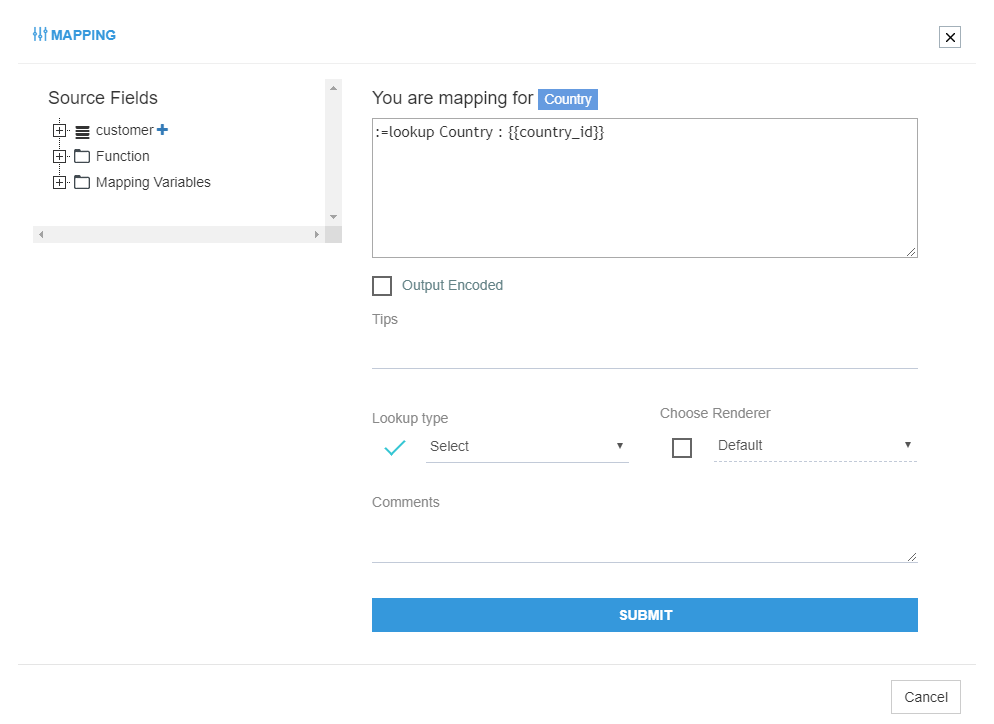 MAPPING
Source Fields
customer
Function
Mapping Variables
You are mapping for Country
:=lookup Country : {{country_id}}
Output Encoded
Tips
Lookup type
Select
Choose Renderer
Default
Comments
SUBMIT
Cancel